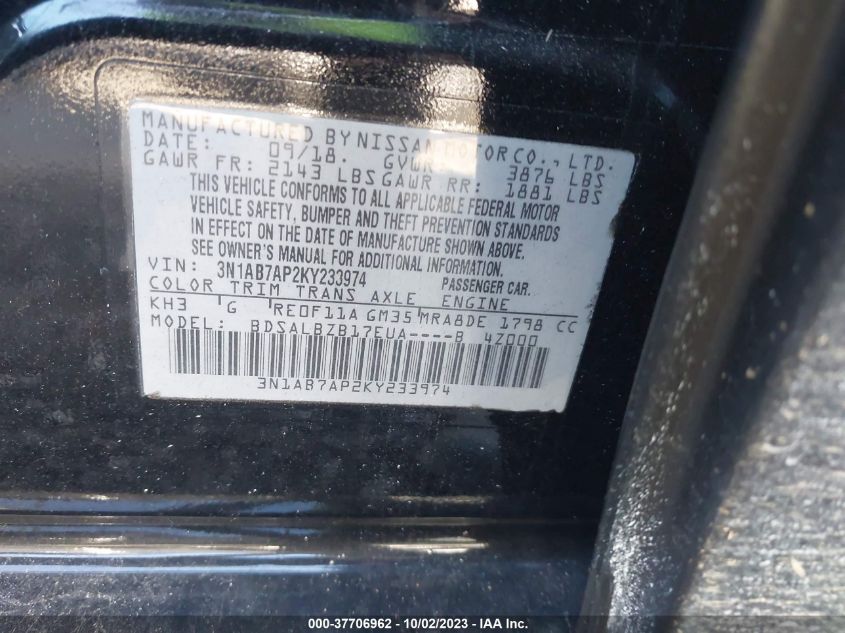 MANUFACTURED BY NISSAN MOTOR CO., LTD.
DATE: 09/18. GVWR: 3876 LBS
GAWR FR: 2143 LBS GAWR RR: 1881 LBS
THIS VEHICLE CONFORMS TO ALL APPLICABLE FEDERAL MOTOR
VEHICLE SAFETY, BUMPER AND THEFT PREVENTION STANDARDS
IN EFFECT ON THE DATE OF MANUFACTURE SHOWN ABOVE.
SEE OWNER'S MANUAL FOR ADDITIONAL INFORMATION.
VIN: 3N1AB7AP2KY233974 PASSENGER CAR.
COLOR TRIM TRANS AXLE ENGINE
KH3 G RE0F11A GM35 MRA8DE 1798 CC
MODEL: BDSALBZB17EUA----B 4Z000
3N1AB7AP2KY233974
000-37706962 - 10/02/2023 - IAA Inc.